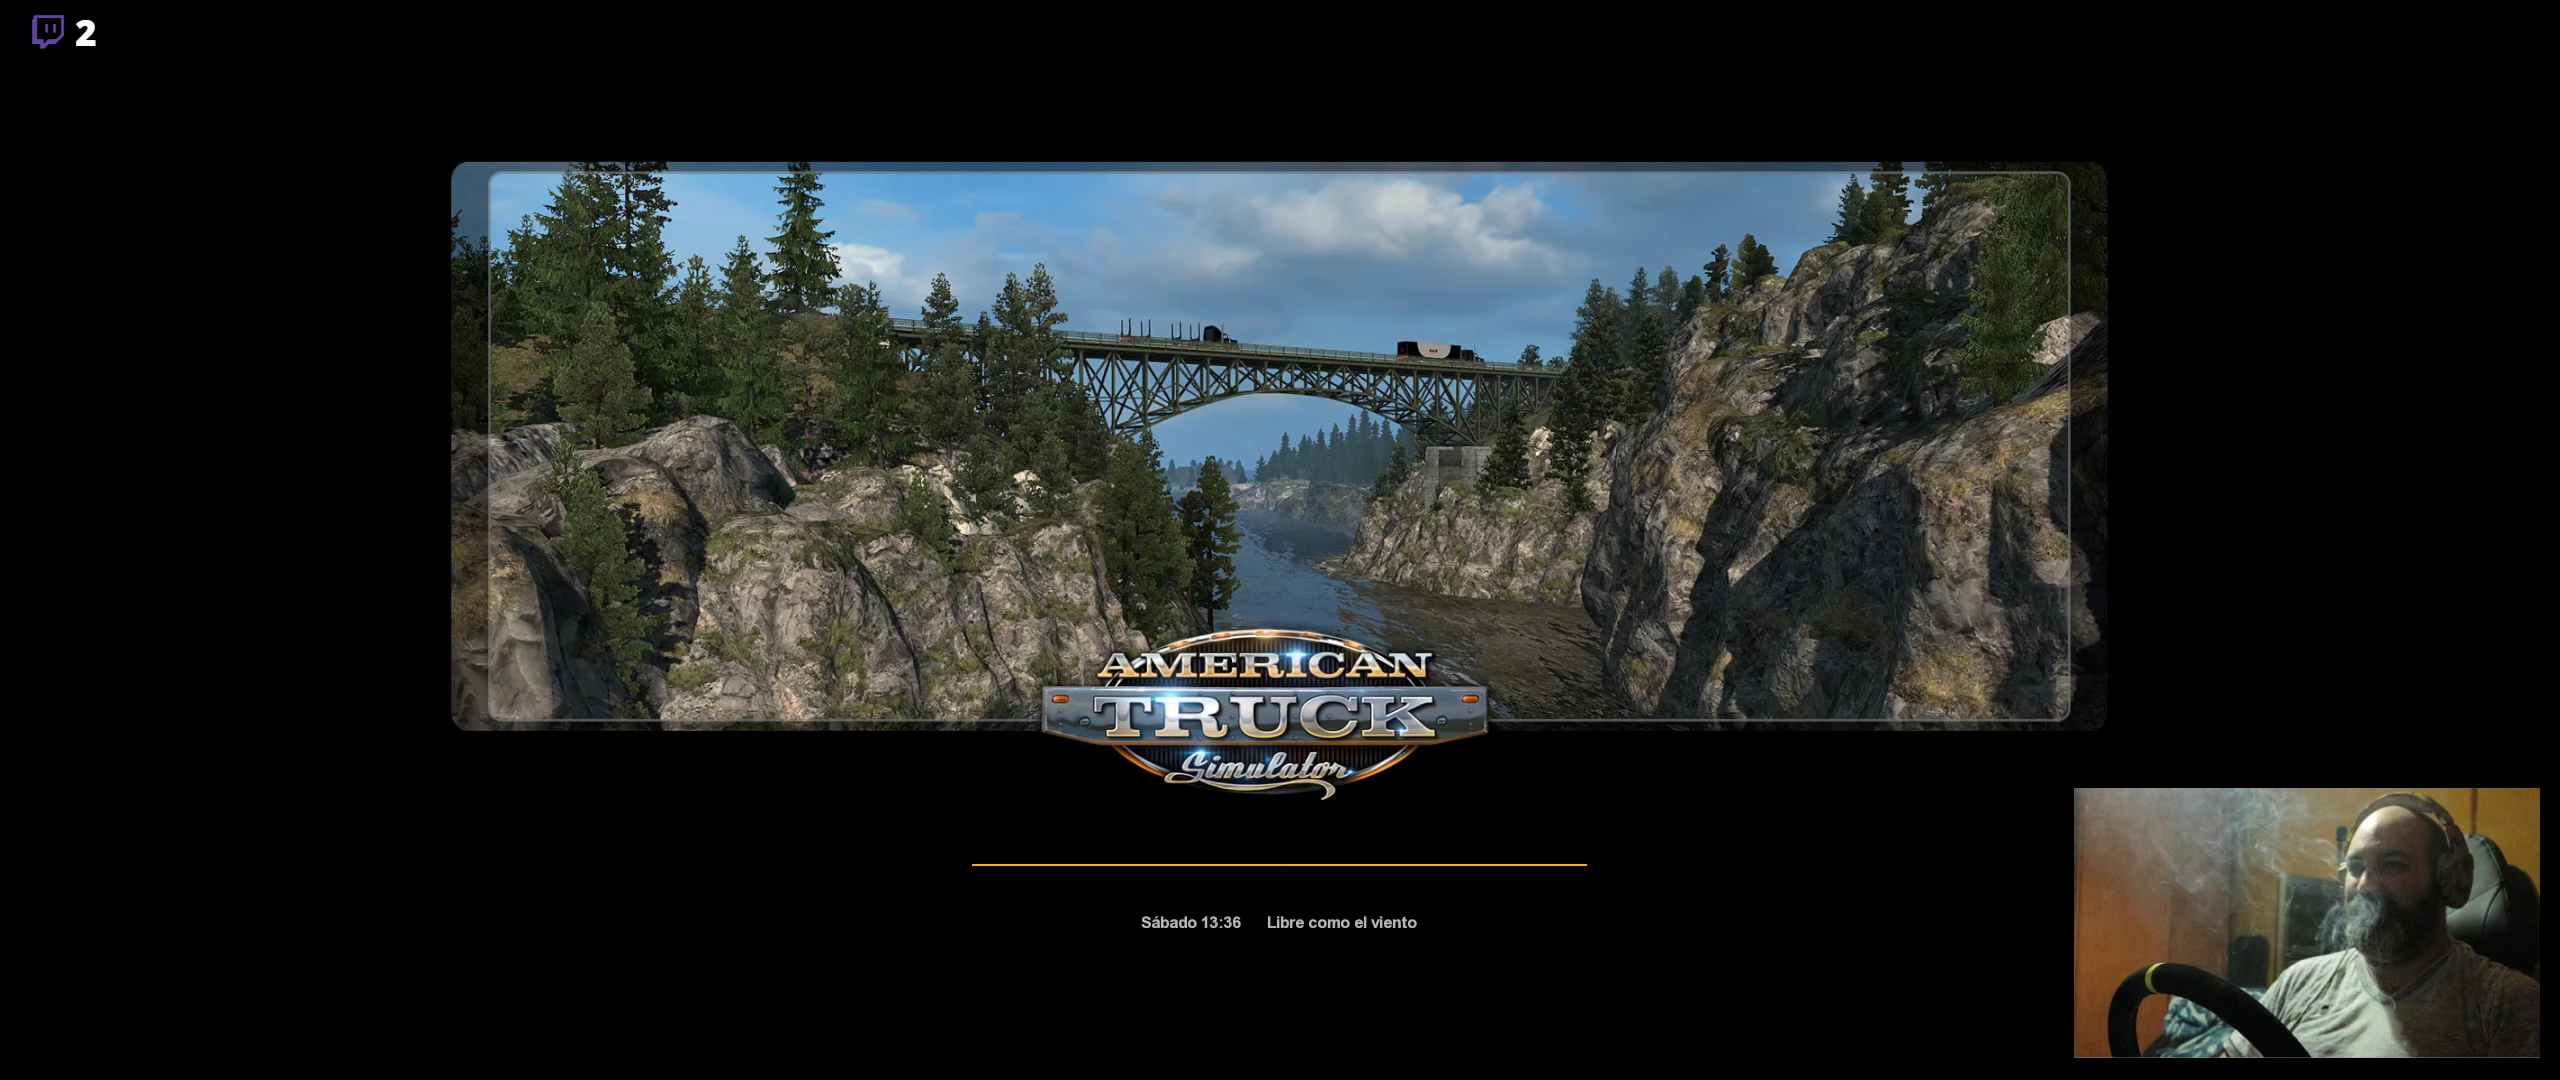 2
AMERICAN
TRUCK
Simulator
Sábado 13:36 Libre como el viento